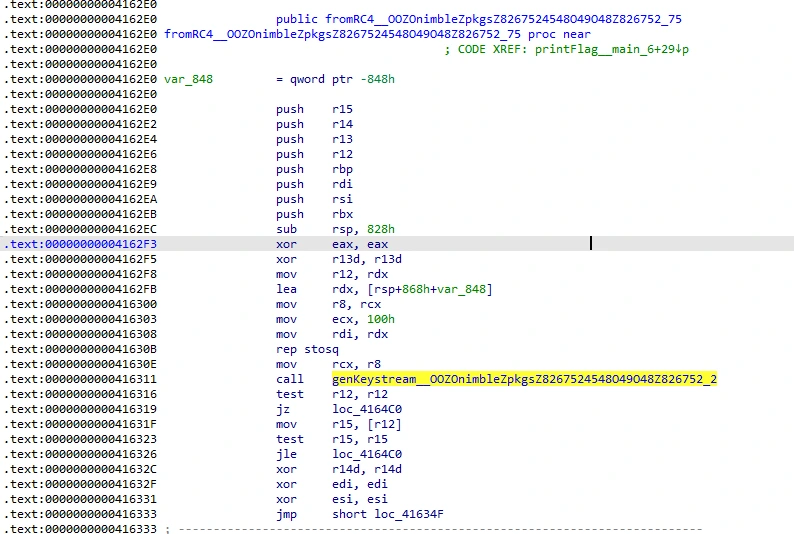 .text:00000000004162E0
.text:00000000004162E0 public fromRC4__OOZOnimbleZpkgsZ8267524548O49O48Z826752_75
.text:00000000004162E0 fromRC4__OOZOnimbleZpkgsZ8267524548O49O48Z826752_75 proc near
.text:00000000004162E0 ; CODE XREF: printFlag__main_6+29↓p
.text:00000000004162E0
.text:00000000004162E0 var_848 = qword ptr -848h
.text:00000000004162E0
.text:00000000004162E0 push r15
.text:00000000004162E2 push r14
.text:00000000004162E4 push r13
.text:00000000004162E6 push r12
.text:00000000004162E8 push rbp
.text:00000000004162E9 push rdi
.text:00000000004162EA push rsi
.text:00000000004162EB push rbx
.text:00000000004162EC sub rsp, 828h
.text:00000000004162F3 xor eax, eax
.text:00000000004162F5 xor r13d, r13d
.text:00000000004162F8 mov r12, rdx
.text:00000000004162FB lea rdx, [rsp+868h+var_848]
.text:0000000000416300 mov r8, rcx
.text:0000000000416303 mov ecx, 100h
.text:0000000000416308 mov rdi, rdx
.text:000000000041630B rep stosq
.text:000000000041630E mov rcx, r8
.text:0000000000416311 call genKeystream__OOZOnimbleZpkgsZ8267524548O49O48Z826752_2
.text:0000000000416316 test r12, r12
.text:0000000000416319 jz loc_4164C0
.text:000000000041631F mov r15, [r12]
.text:0000000000416323 test r15, r15
.text:0000000000416326 jle loc_4164C0
.text:000000000041632C xor r14d, r14d
.text:000000000041632F xor edi, edi
.text:0000000000416331 xor esi, esi
.text:0000000000416333 jmp short loc_41634F
.text:0000000000416333 ; ---------------------------------------------------------------------------